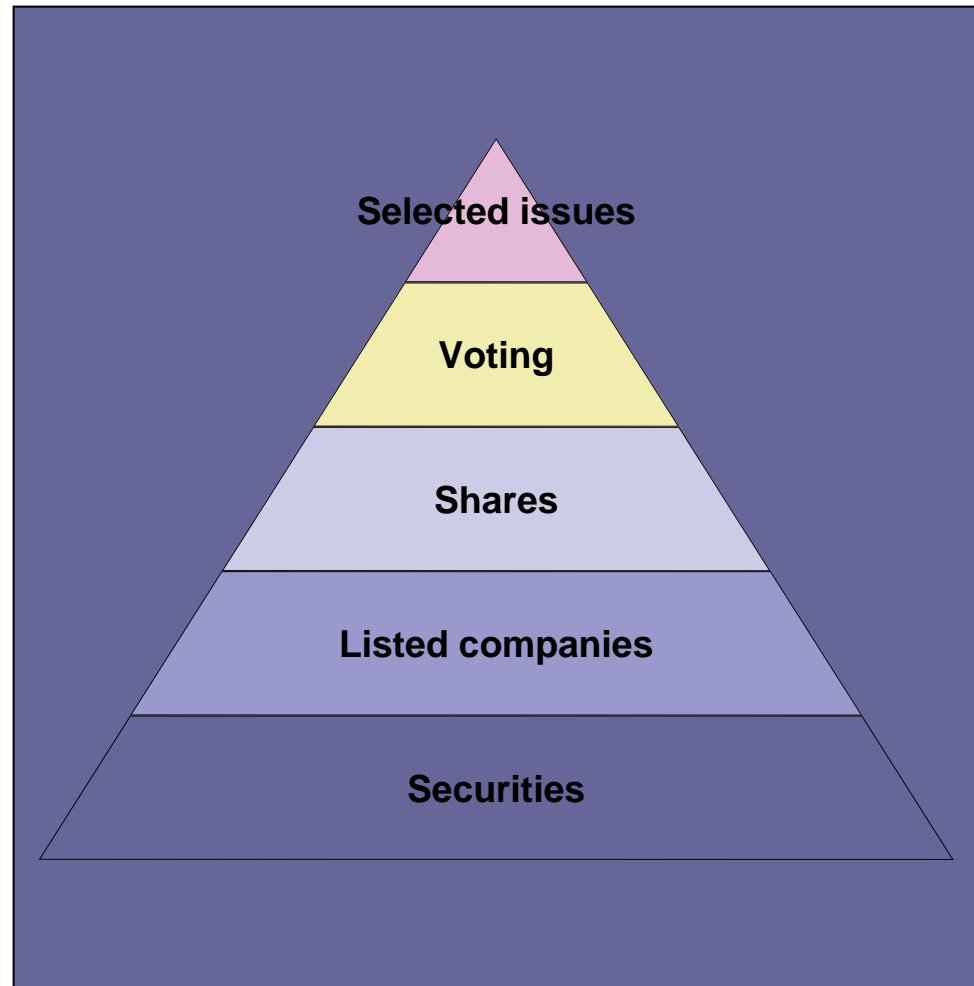 Selected issues
Voting
Shares
Listed companies
Securities